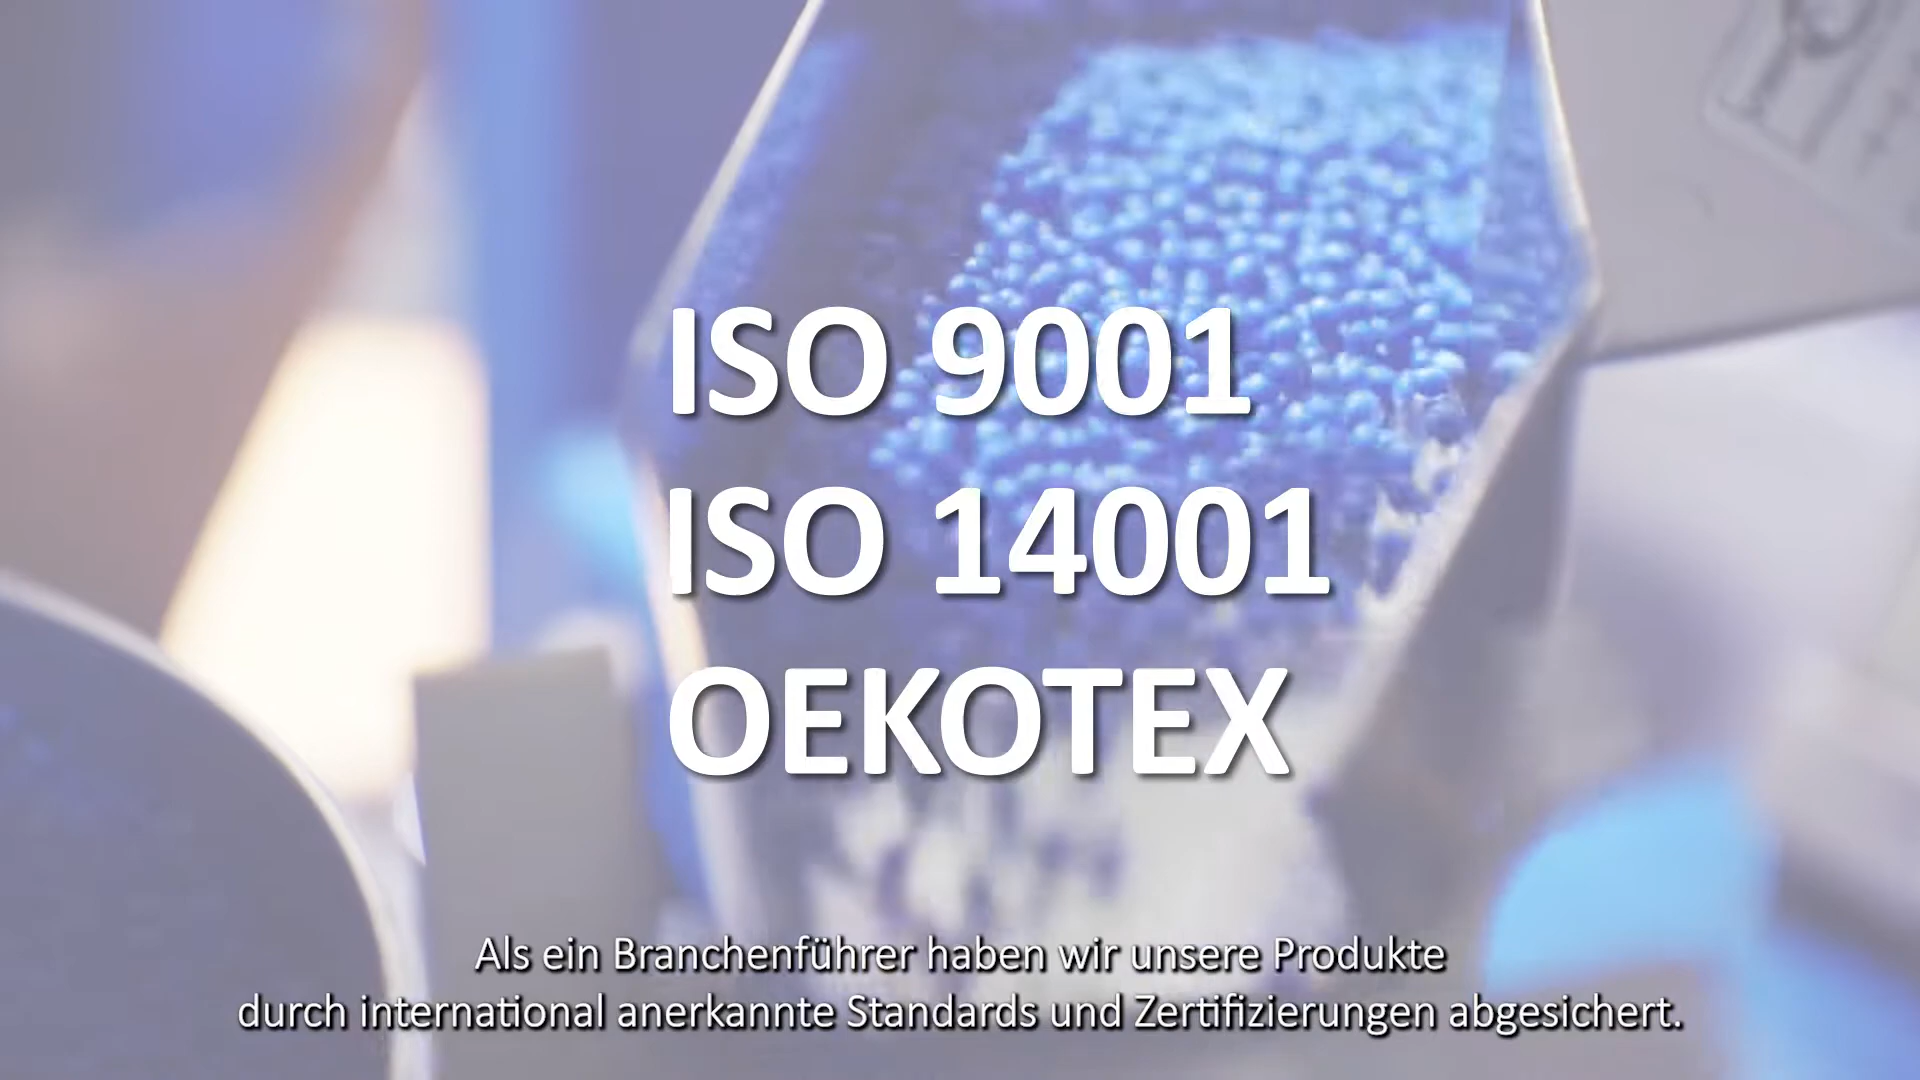 ISO 9001
ISO 14001
OEKOTEX
Als ein Branchenführer haben wir unsere Produkte
durch international anerkannte Standards und Zertifizierungen abgesichert.